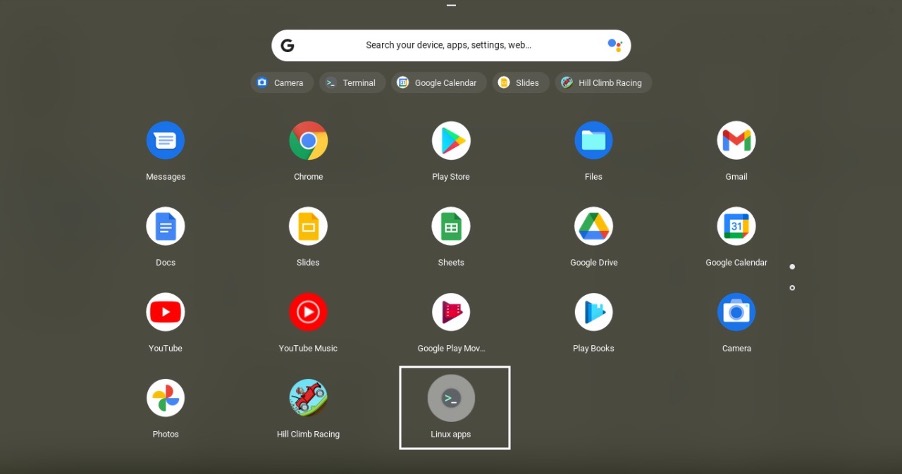 Search your device, apps, settings, web...
Camera Terminal Google Calendar Slides Hill Climb Racing
Messages Chrome Play Store Files Gmail
Docs Slides Sheets Google Drive 31 Google Calendar
YouTube YouTube Music Google Play Mov... Play Books Camera
Photos Hill Climb Racing >_ Linux apps